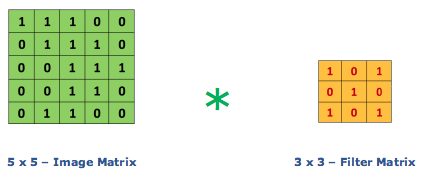 1 1 1 0 0
0 1 1 1 0
0 0 1 1 1
0 0 1 1 0
0 1 1 0 0
*
1 0 1
0 1 0
1 0 1
5 x 5 – Image Matrix
3 x 3 – Filter Matrix